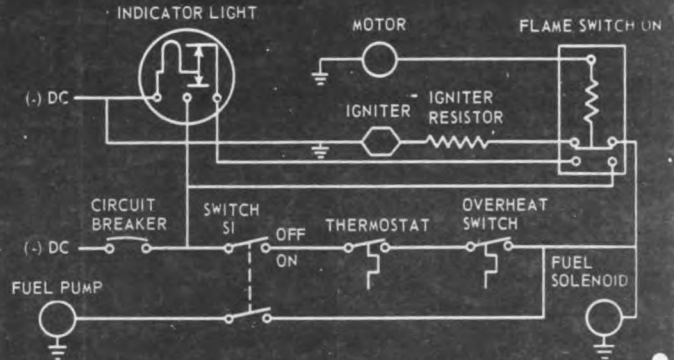 INDICATOR LIGHT
MOTOR
FLAME SWITCH ON
(-) DC
IGNITER
IGNITER
RESISTOR
CIRCUIT
BREAKER
SWITCH
S1
OFF
ON
THERMOSTAT
OVERHEAT
SWITCH
(-) DC
FUEL PUMP
FUEL
SOLENOID